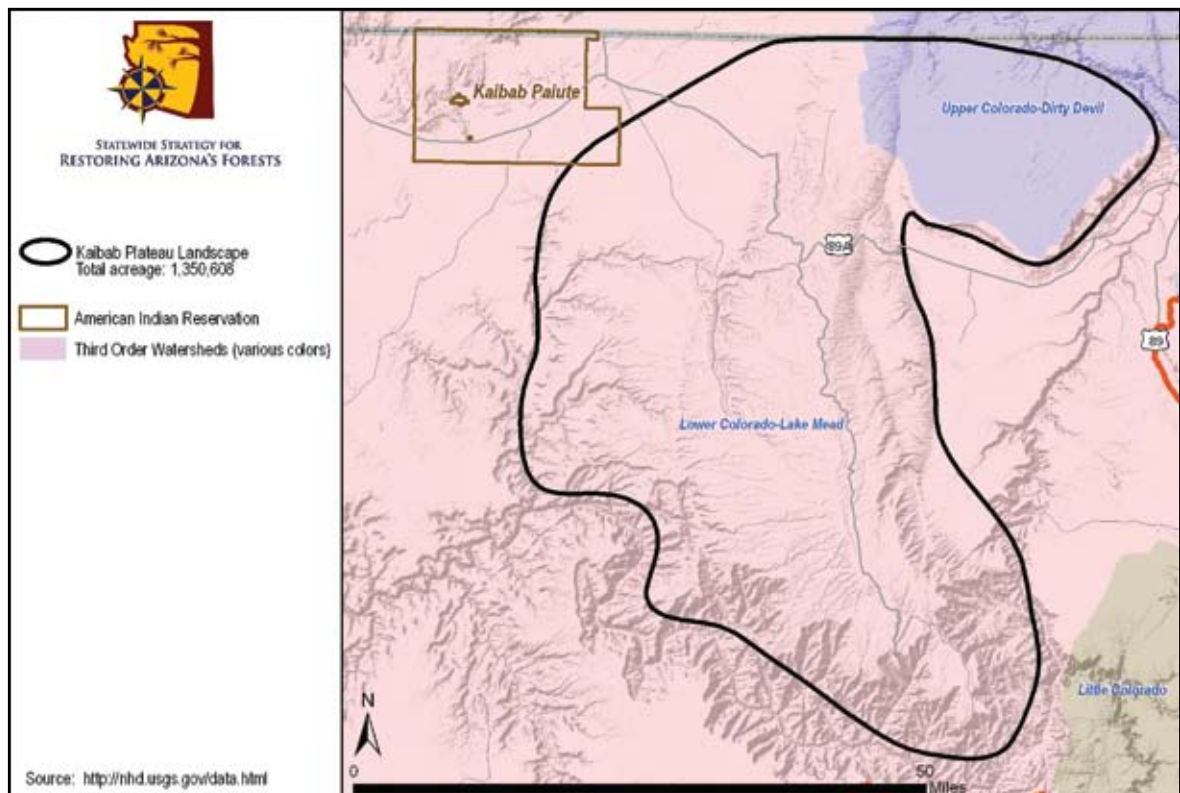 STATEWIDE STRATEGY FOR
RESTORING ARIZONA'S FORESTS
Kaibab Plateau Landscape
Total acreage: 1,350,608
American Indian Reservation
Third Order Watersheds (various colors)
Source: http://nhd.usgs.gov/data.html
Kaibab Paiute
Upper Colorado-Dirty Devil
89A
89
Lower Colorado-Lake Mead
Little Colorado
N
0
50
Miles